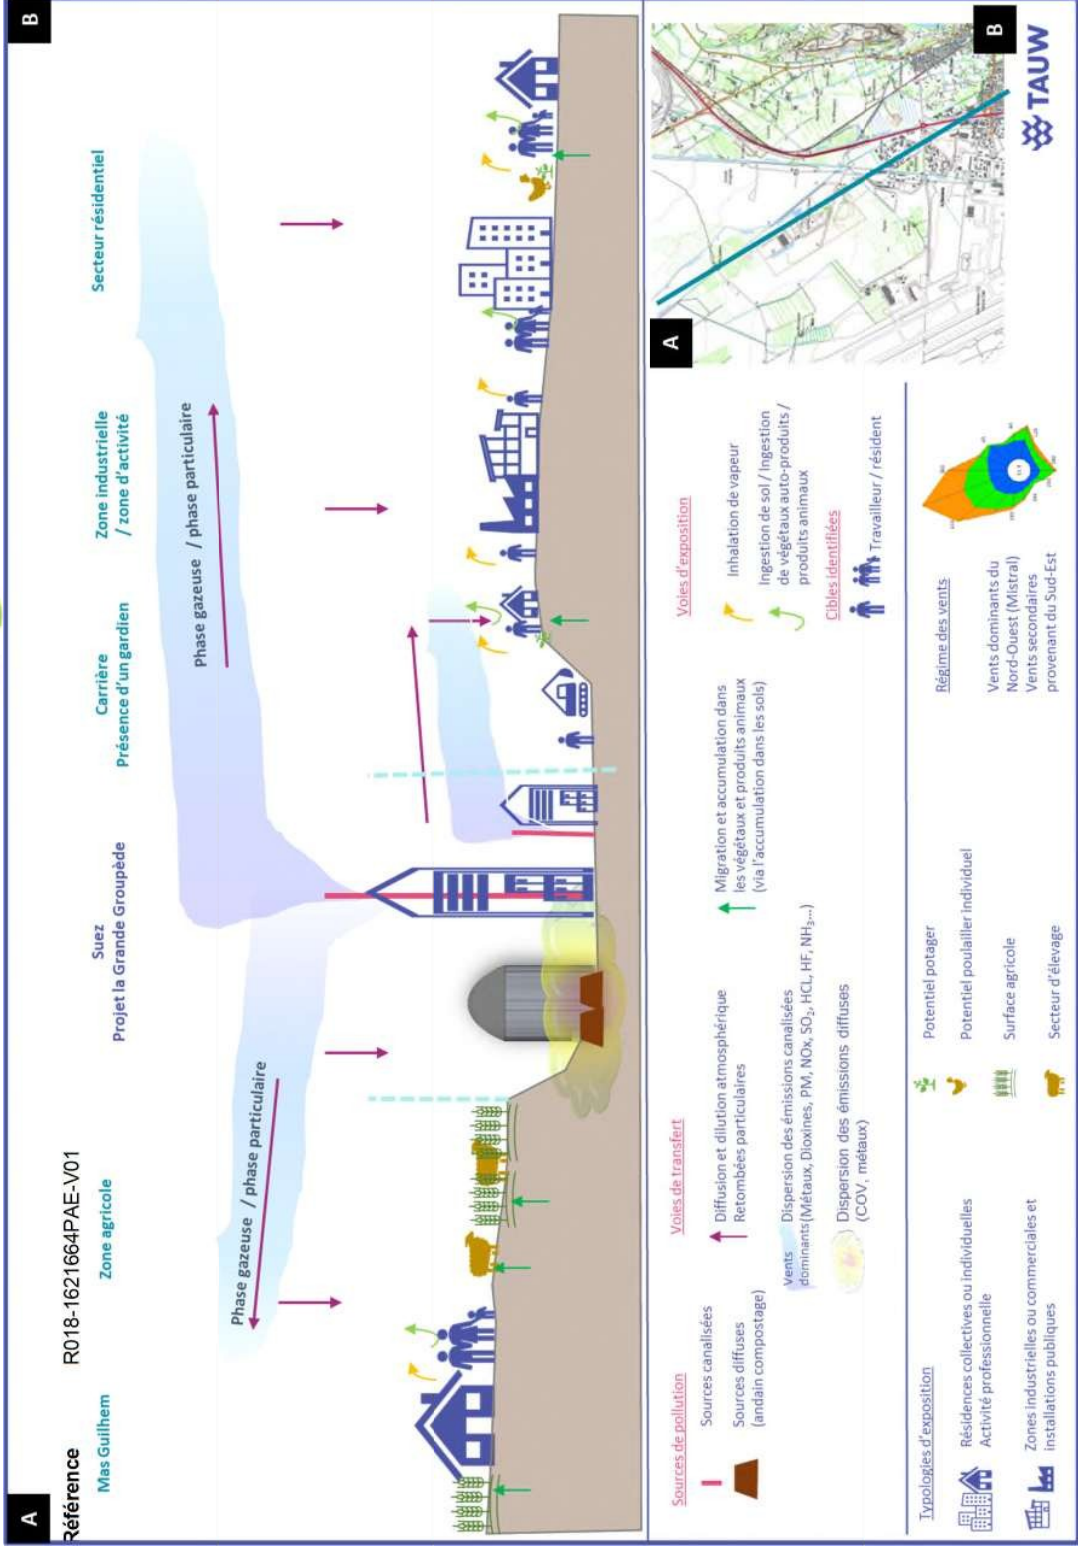 A
B
Référence R018-1621664PAE-V01
Mas Guilhem
Zone agricole
Suez
Projet la Grande Groupède
Carrière
Présence d'un gardien
Zone industrielle
/ zone d'activité
Secteur résidentiel
Phase gazeuse / phase particulaire
Phase gazeuse / phase particulaire
Sources de pollution
Sources canalisées
Sources diffuses
(andain compostage)
Voies de transfert
Diffusion et dilution atmosphérique
Retombées particulaires
Vents
dominants
Dispersion des émissions canalisées
(Métaux, Dioxines, PM, NOx, SO₂, HCL, HF, NH₃...)
Dispersion des émissions diffuses
(COV, métaux)
Migration et accumulation dans
les végétaux et produits animaux
(via l'accumulation dans les sols)
Voies d'exposition
Inhalation de vapeur
Ingestion de sol / Ingestion
de végétaux auto-produits /
produits animaux
Cibles identifiées
Travailleur / résident
Typologies d'exposition
Résidences collectives ou individuelles
Activité professionnelle
Zones industrielles ou commerciales et
installations publiques
Potentiel potager
Potentiel poulailler individuel
Surface agricole
Secteur d'élevage
Régime des vents
Vents dominants du
Nord-Ouest (Mistral)
Vents secondaires
provenant du Sud-Est
A
B
TAUW